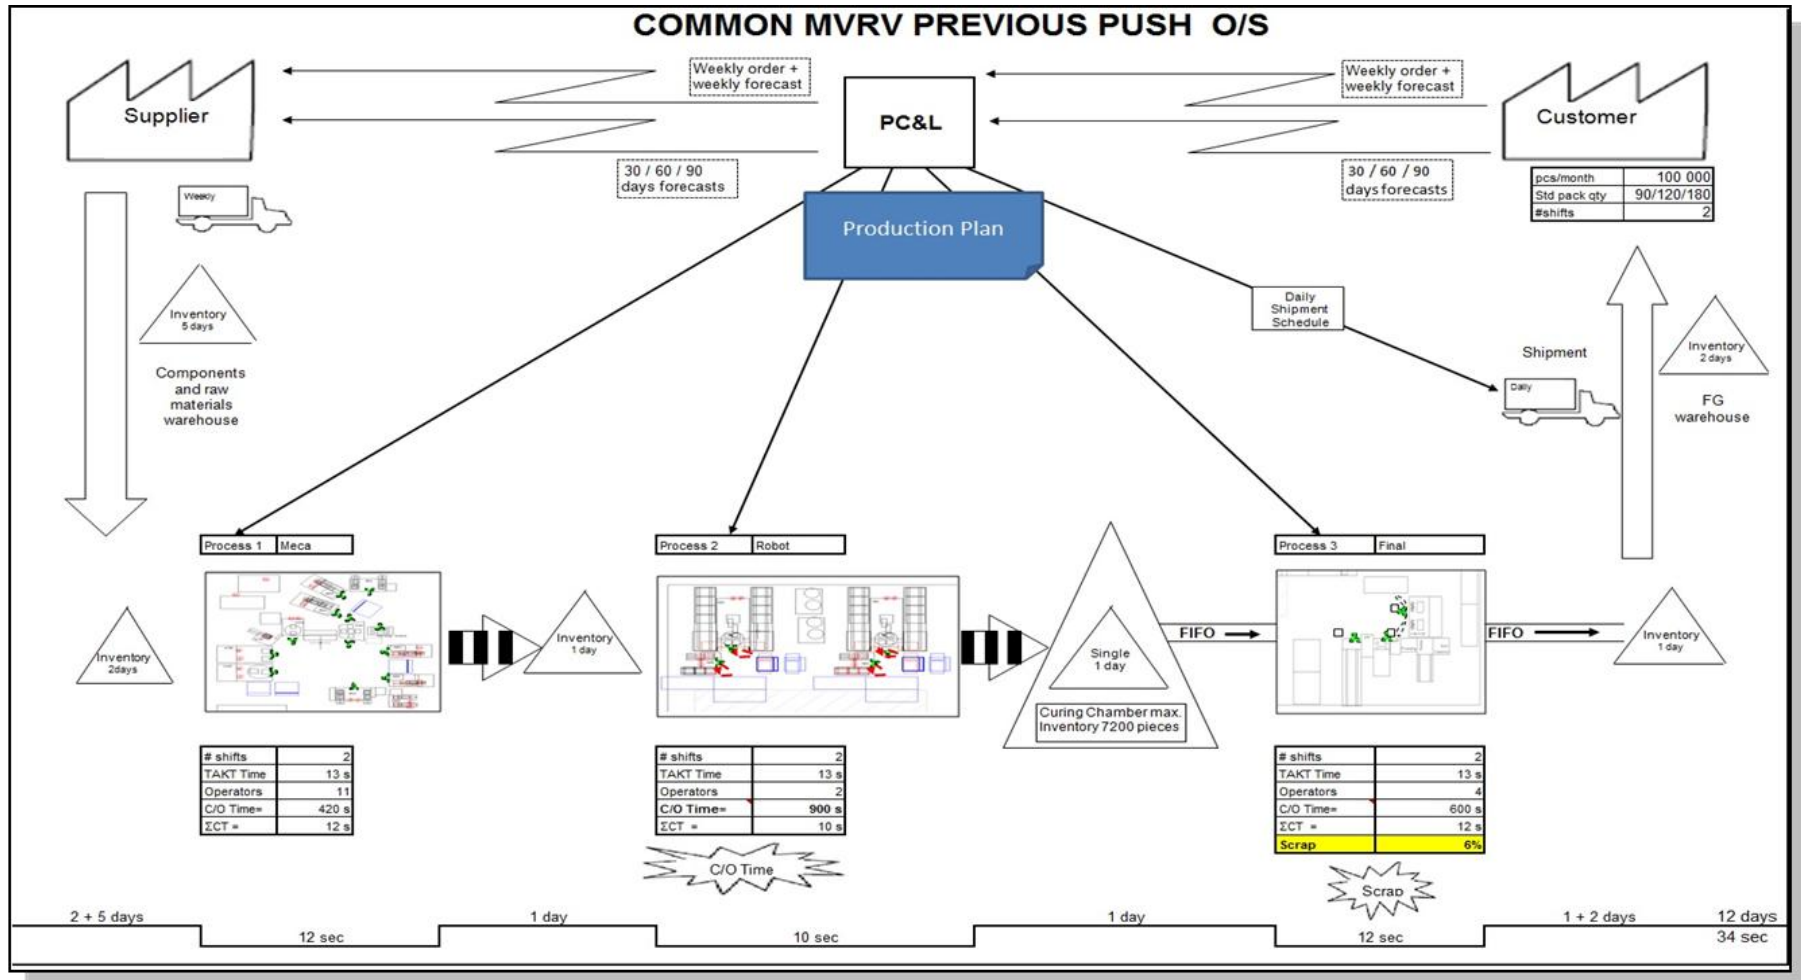 COMMON MVRV PREVIOUS PUSH O/S
Supplier
Weekly order +
weekly forecast
30 / 60 / 90
days forecasts
PC&L
Weekly order +
weekly forecast
30 / 60 / 90
days forecasts
Customer
pcs/month 100 000
Std pack qty 90/120/180
#shifts 2
Weekly
Production Plan
Inventory
5 days
Components
and raw
materials
warehouse
Daily
Shipment
Schedule
Shipment
Daily
Inventory
2 days
FG
warehouse
Process 1 Meca
Process 2 Robot
Process 3 Final
Inventory
2days
Inventory
1 day
Single
1 day
Curing Chamber max.
Inventory 7200 pieces
FIFO
FIFO
Inventory
1 day
# shifts 2
TAKT Time 13 s
Operators 11
C/O Time= 420 s
ΣCT = 12 s
# shifts 2
TAKT Time 13 s
Operators 2
C/O Time= 900 s
ΣCT = 10 s
C/O Time
# shifts 2
TAKT Time 13 s
Operators 4
C/O Time= 600 s
ΣCT = 12 s
Scrap 6%
Scrap
2 + 5 days
12 sec
1 day
10 sec
1 day
12 sec
1 + 2 days
12 days
34 sec